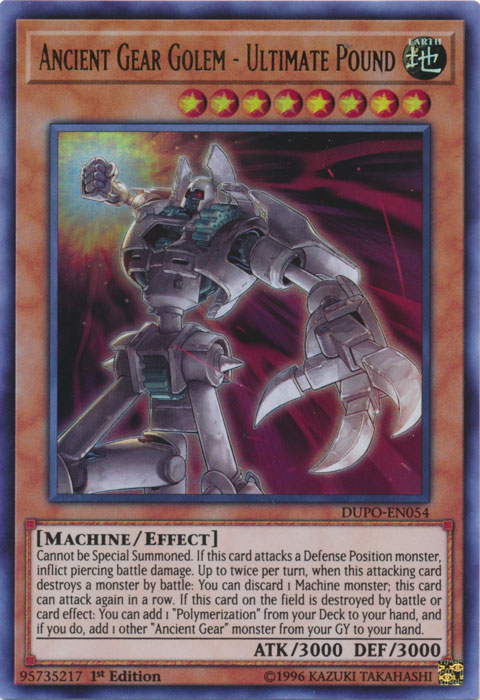 ANCIENT GEAR GOLEM - ULTIMATE POUND
EARTH
地
DUPO-EN054
[MACHINE/EFFECT]
Cannot be Special Summoned. If this card attacks a Defense Position monster,
inflict piercing battle damage. Up to twice per turn, when this attacking card
destroys a monster by battle: You can discard 1 Machine monster; this card
can attack again in a row. If this card on the field is destroyed by battle or
card effect: You can add 1 "Polymerization" from your Deck to your hand, and
if you do, add 1 other "Ancient Gear" monster from your GY to your hand.
ATK/3000 DEF/3000
95735217 1st Edition ©1996 KAZUKI TAKAHASHI